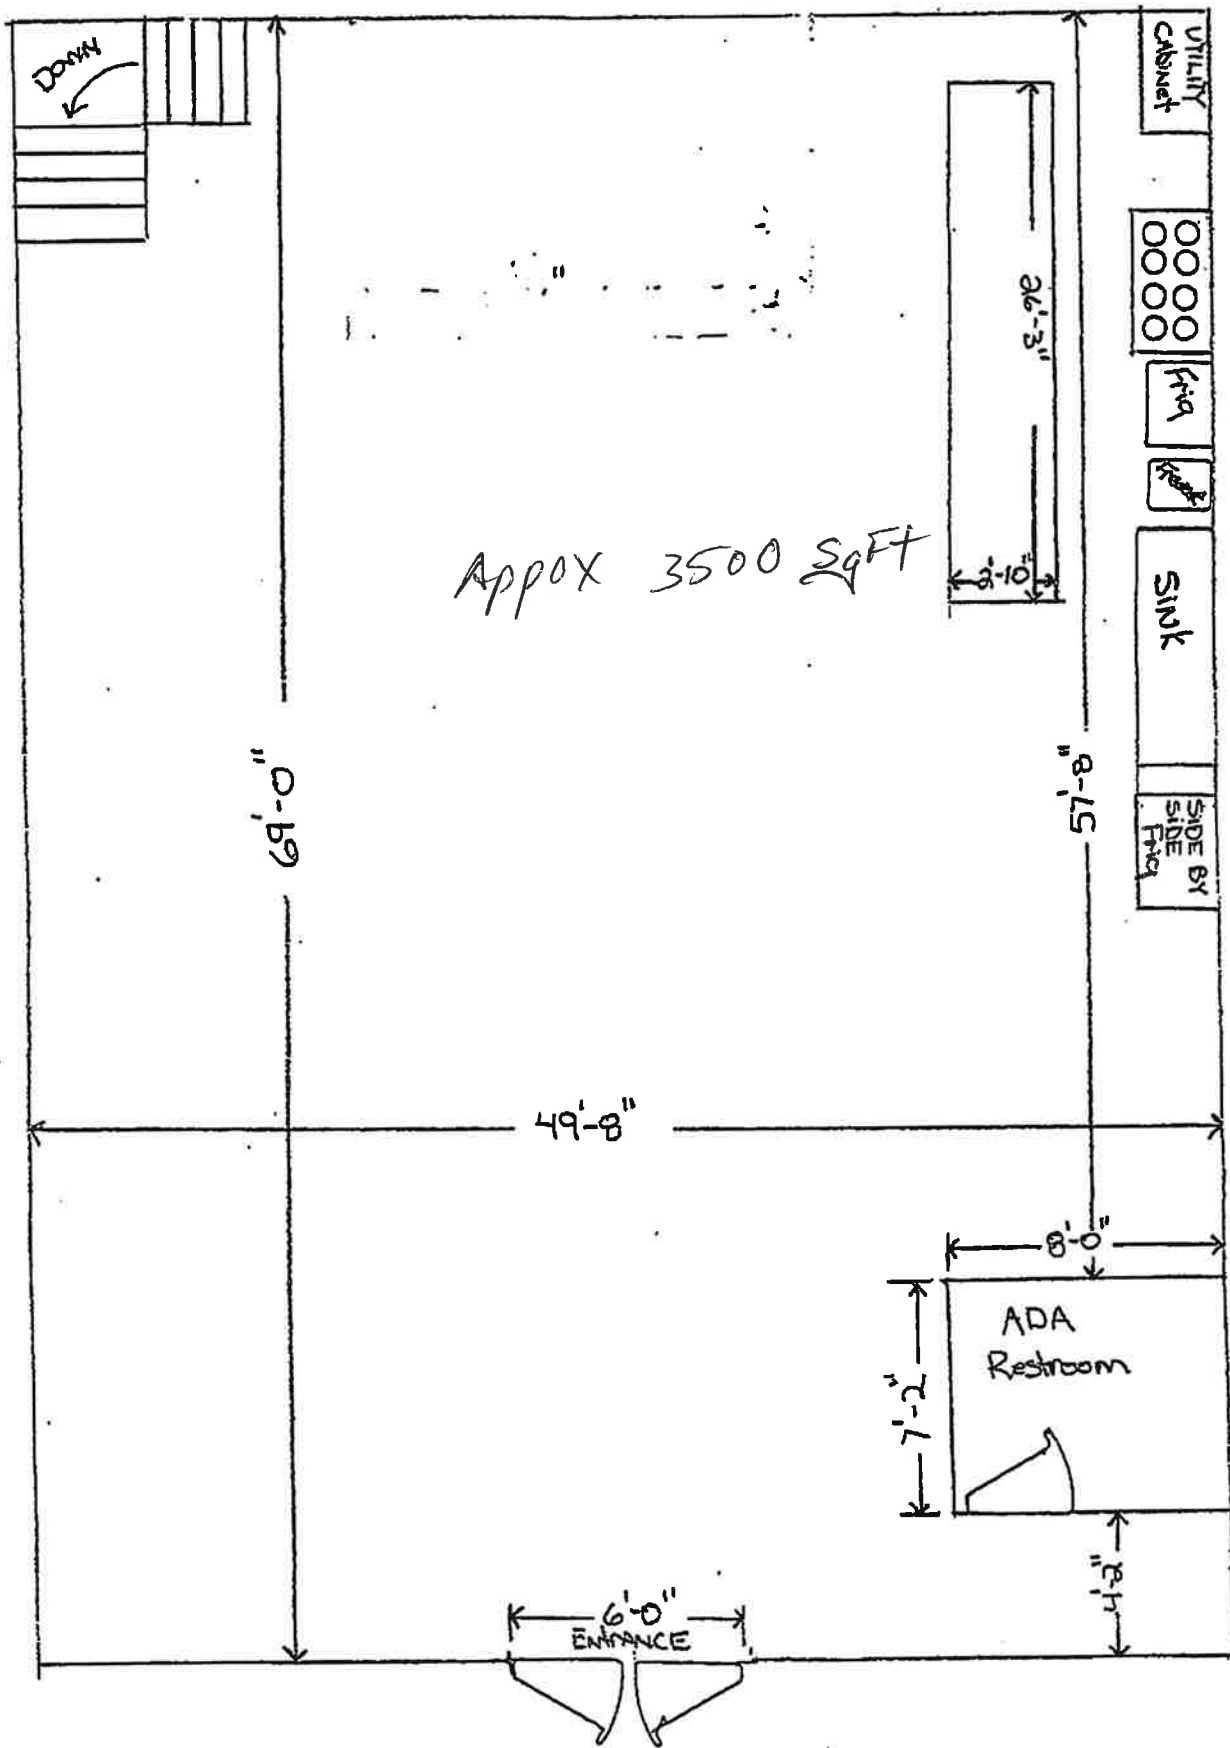 DOWN
UTILITY
CABINET
26'-3"
Frig
Appox 3500 SqFt
2'-10"
SINK
69'-0"
57'-8"
SIDE BY
SIDE
Frig
49'-8"
8'-0"
ADA
Restroom
7'-2"
4'-2"
6'-0"
ENTRANCE